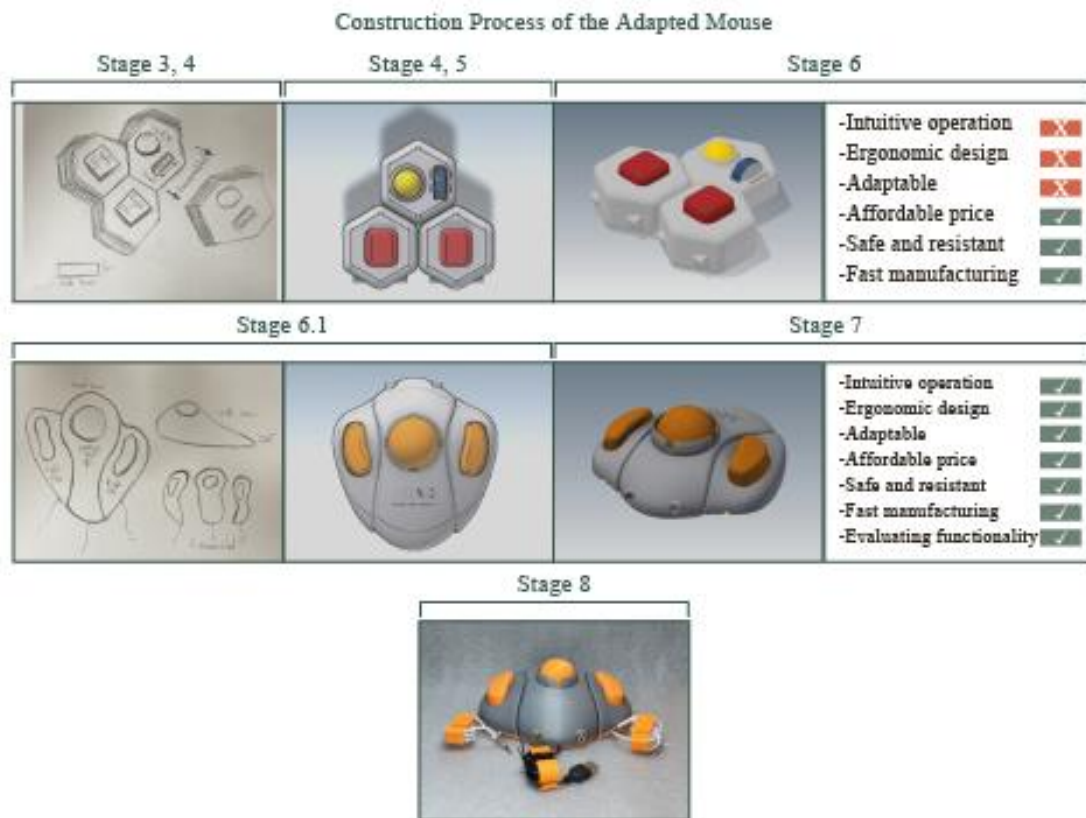 Construction Process of the Adapted Mouse
Stage 3, 4
Stage 4, 5
Stage 6
-Intuitive operation X
-Ergonomic design X
-Adaptable X
-Affordable price ✓
-Safe and resistant ✓
-Fast manufacturing ✓
Stage 6.1
Stage 7
-Intuitive operation ✓
-Ergonomic design ✓
-Adaptable ✓
-Affordable price ✓
-Safe and resistant ✓
-Fast manufacturing ✓
-Evaluating functionality ✓
Stage 8